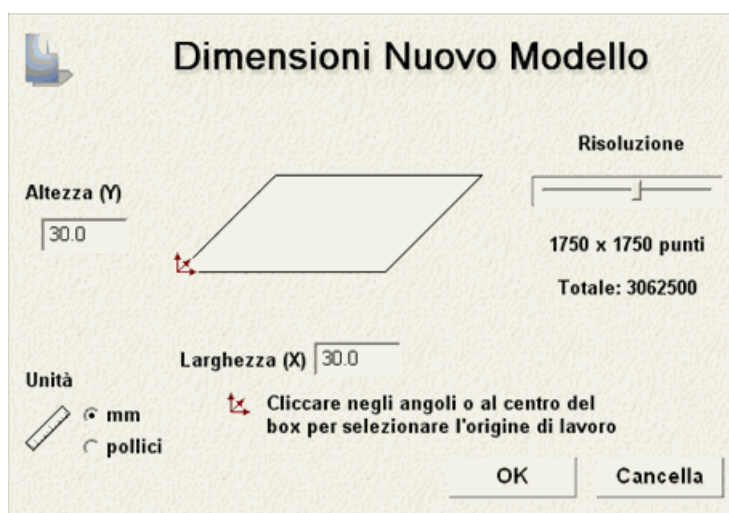 Dimensioni Nuovo Modello
Risoluzione
Altezza (Y)
30.0
1750 x 1750 punti
Totale: 3062500
Larghezza (X) 30.0
Unità
mm
pollici
Cliccare negli angoli o al centro del
box per selezionare l'origine di lavoro
OK
Cancella